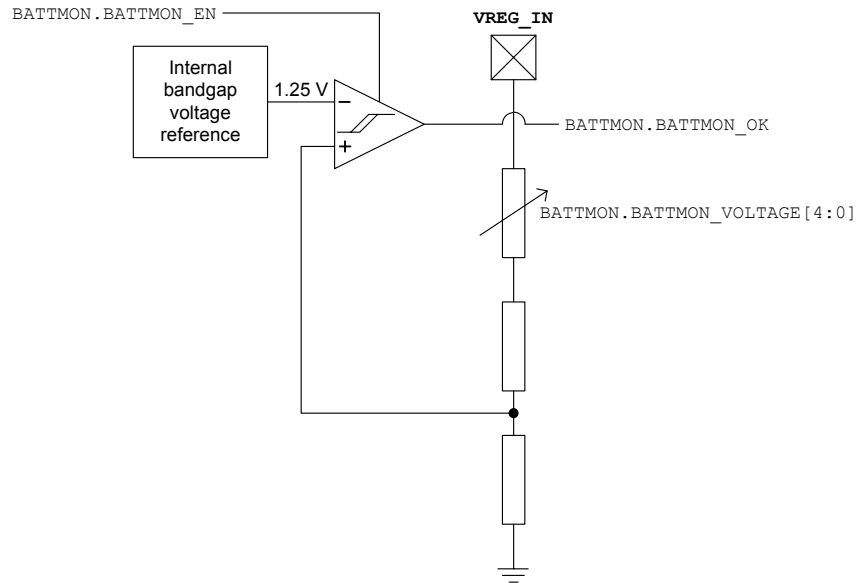 BATTMON.BATTMON_EN
VREG_IN
Internal
bandgap
voltage
reference
1.25 V
−
+
BATTMON.BATTMON_OK
BATTMON.BATTMON_VOLTAGE[4:0]